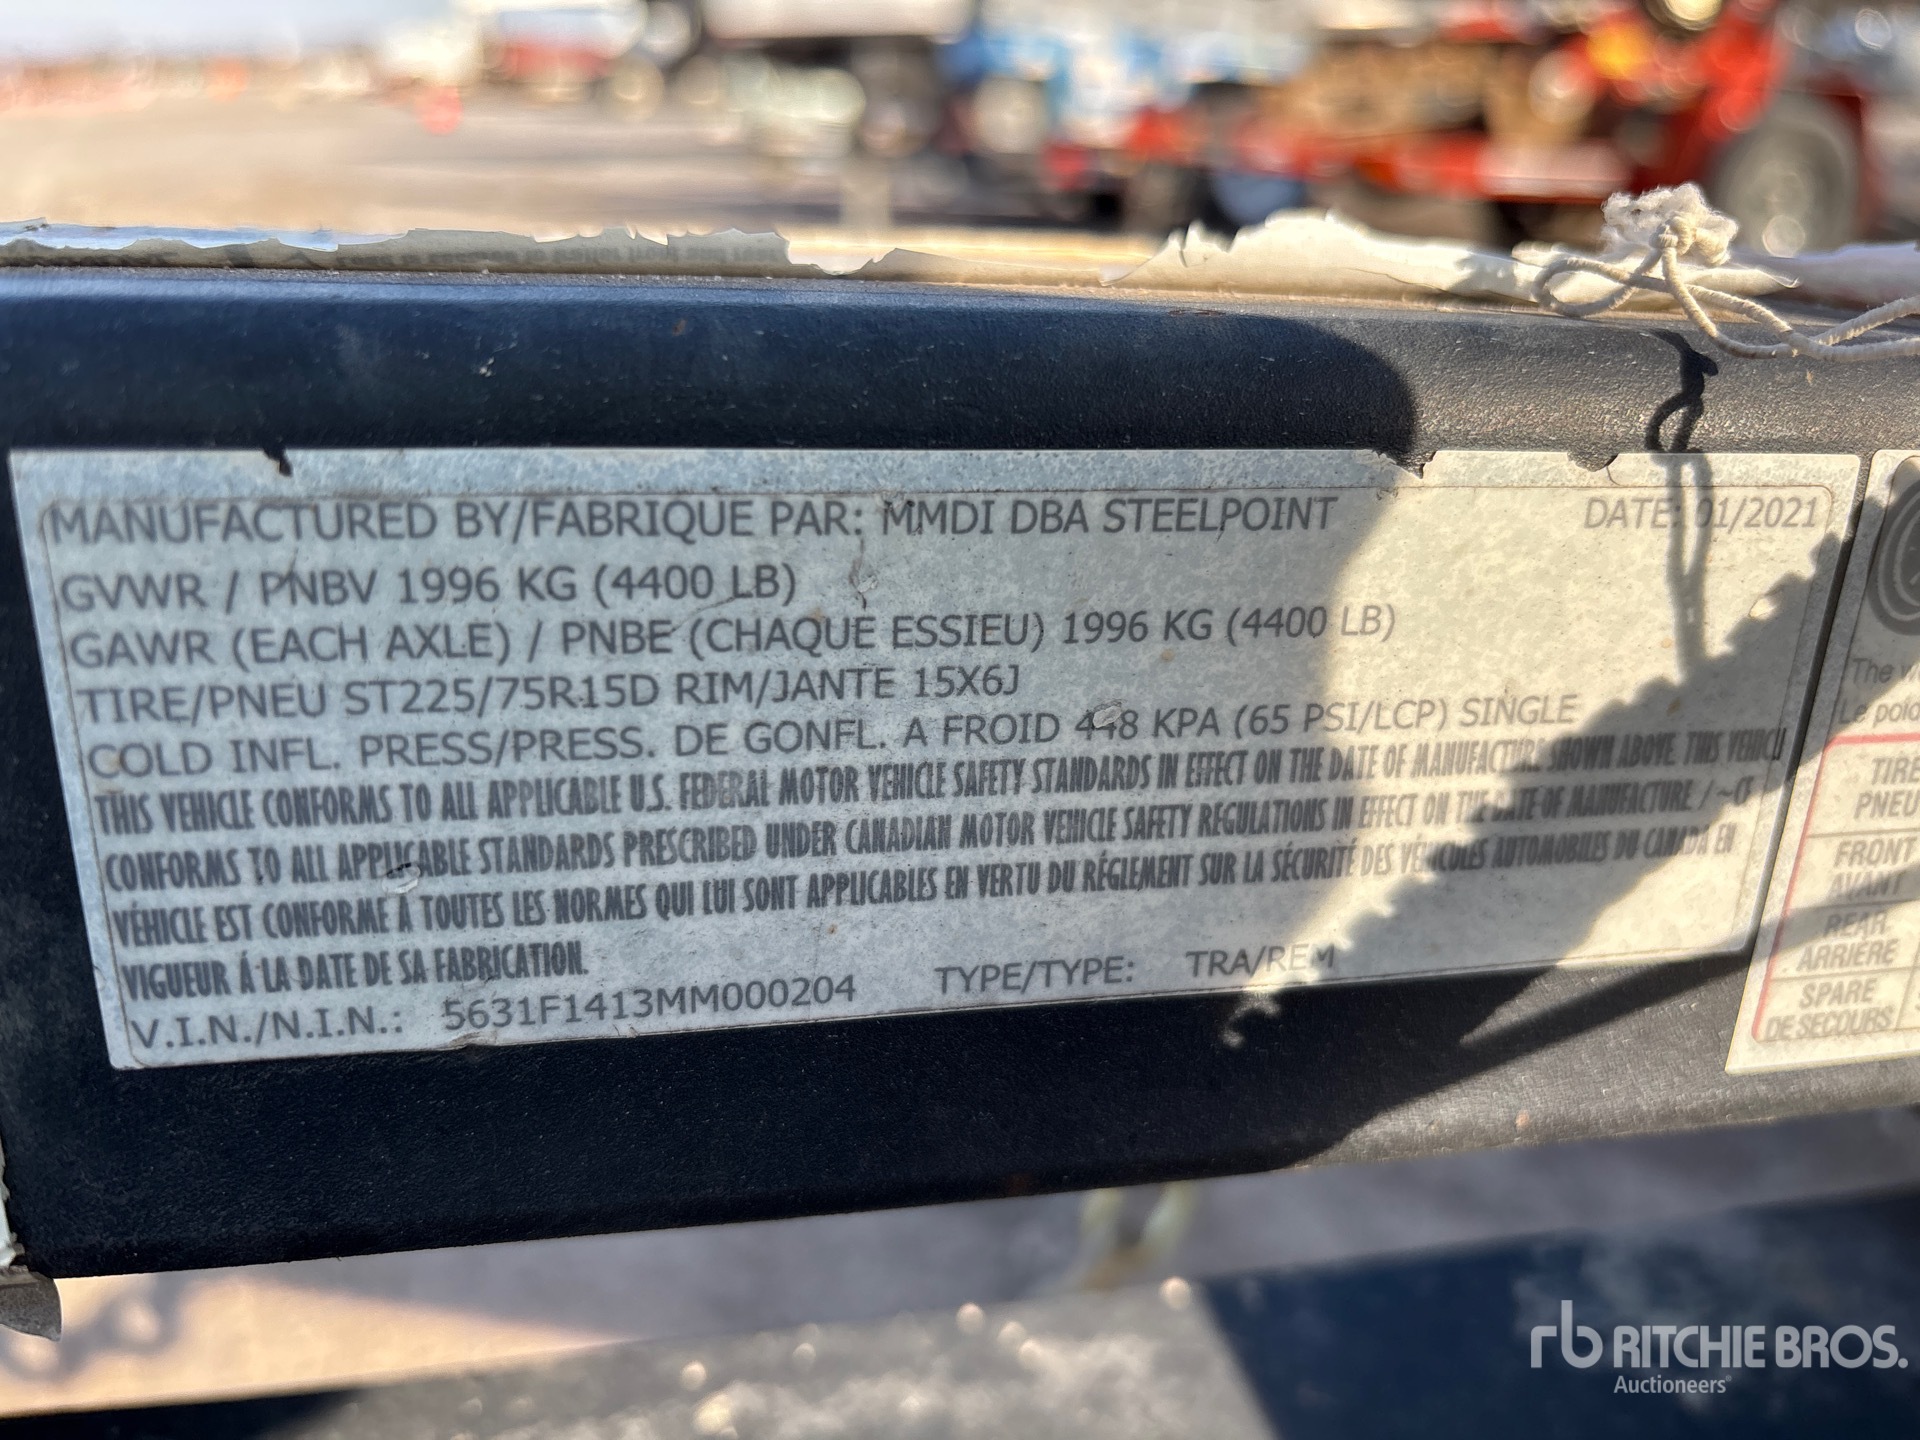 MANUFACTURED BY/FABRIQUE PAR: MMDI DBA STEELPOINT DATE: 01/2021
GVWR / PNBV 1996 KG (4400 LB)
GAWR (EACH AXLE) / PNBE (CHAQUE ESSIEU) 1996 KG (4400 LB)
TIRE/PNEU ST225/75R15D RIM/JANTE 15X6J
COLD INFL. PRESS/PRESS. DE GONFL. A FROID 448 KPA (65 PSI/LCP) SINGLE
THIS VEHICLE CONFORMS TO ALL APPLICABLE U.S. FEDERAL MOTOR VEHICLE SAFETY STANDARDS IN EFFECT ON THE DATE OF MANUFACTURE SHOWN ABOVE. THIS VEHICLE
CONFORMS TO ALL APPLICABLE STANDARDS PRESCRIBED UNDER CANADIAN MOTOR VEHICLE SAFETY REGULATIONS IN EFFECT ON THE DATE OF MANUFACTURE. / ~CE
VÉHICLE EST CONFORME À TOUTES LES NORMES QUI LUI SONT APPLICABLES EN VERTU DU RÉGLEMENT SUR LA SÉCURITÉ DES VÉHICULES AUTOMOBILES DU CANADA EN
VIGUEUR Á LA DATE DE SA FABRICATION.
V.I.N./N.I.N.: 5631F1413MM000204 TYPE/TYPE: TRA/REM
The
Le
TIRE
PNEU
FRONT
AVANT
REAR
ARRIÈRE
SPARE
DE SECOURS
rb RITCHIE BROS.
Auctioneers